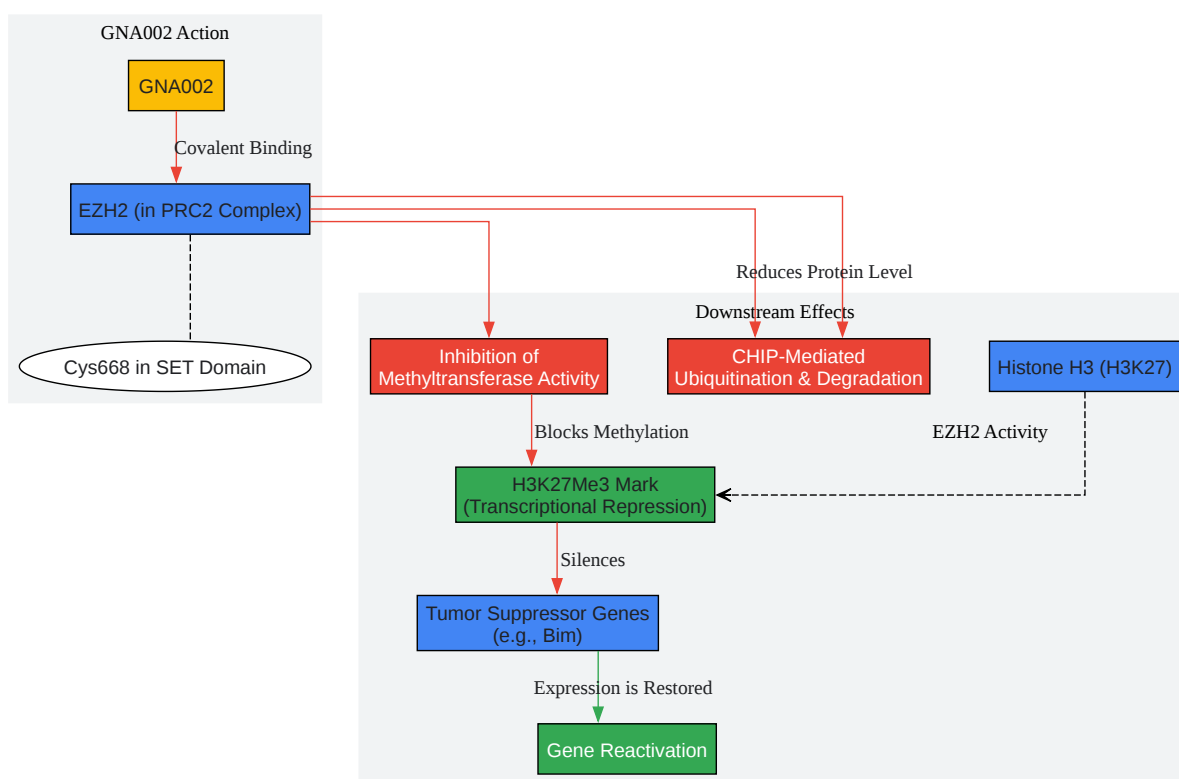 GNA002 Action
GNA002
Covalent Binding
EZH2 (in PRC2 Complex)
Cys668 in SET Domain
Reduces Protein Level
Downstream Effects
Inhibition of
Methyltransferase Activity
CHIP-Mediated
Ubiquitination & Degradation
Histone H3 (H3K27)
Blocks Methylation
EZH2 Activity
H3K27Me3 Mark
(Transcriptional Repression)
Silences
Tumor Suppressor Genes
(e.g., Bim)
Expression is Restored
Gene Reactivation